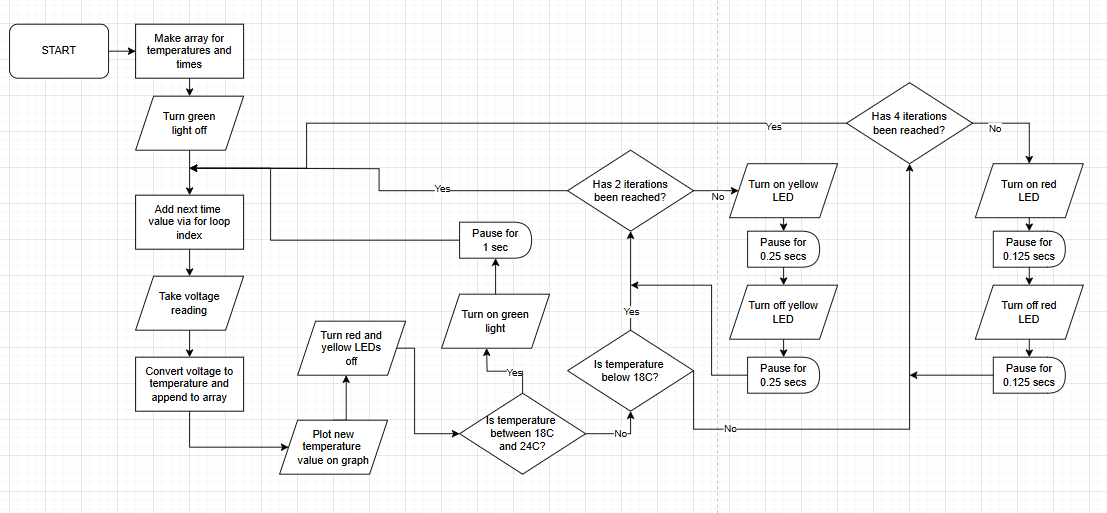 START
Make array for
temperatures and
times
Turn green
light off
Add next time
value via for loop
index
Take voltage
reading
Convert voltage to
temperature and
append to array
Plot new
temperature
value on graph
Turn red and
yellow LEDs
off
Is temperature
between 18C
and 24C?
Yes
Turn on green
light
Pause for
1 sec
No
Is temperature
below 18C?
Yes
Has 2 iterations
been reached?
Yes
No
Turn on yellow
LED
Pause for
0.25 secs
Turn off yellow
LED
Pause for
0.25 secs
No
Has 4 iterations
been reached?
Yes
No
Turn on red
LED
Pause for
0.125 secs
Turn off red
LED
Pause for
0.125 secs